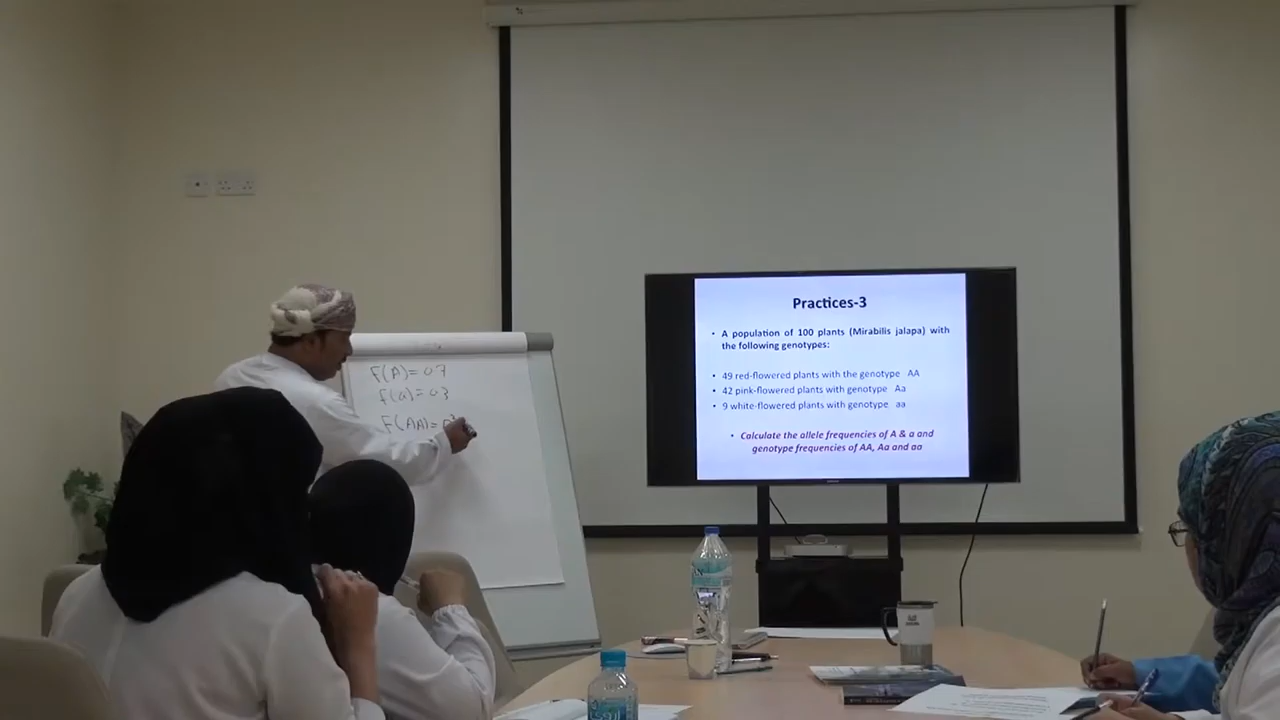 F(A)=0.7
f(a)=0.3
F(AA)=p²
Practices-3
• A population of 100 plants (Mirabilis jalapa) with
the following genotypes:
• 49 red-flowered plants with the genotype AA
• 42 pink-flowered plants with genotype Aa
• 9 white-flowered plants with genotype aa
• Calculate the allele frequencies of A & a and
genotype frequencies of AA, Aa and aa